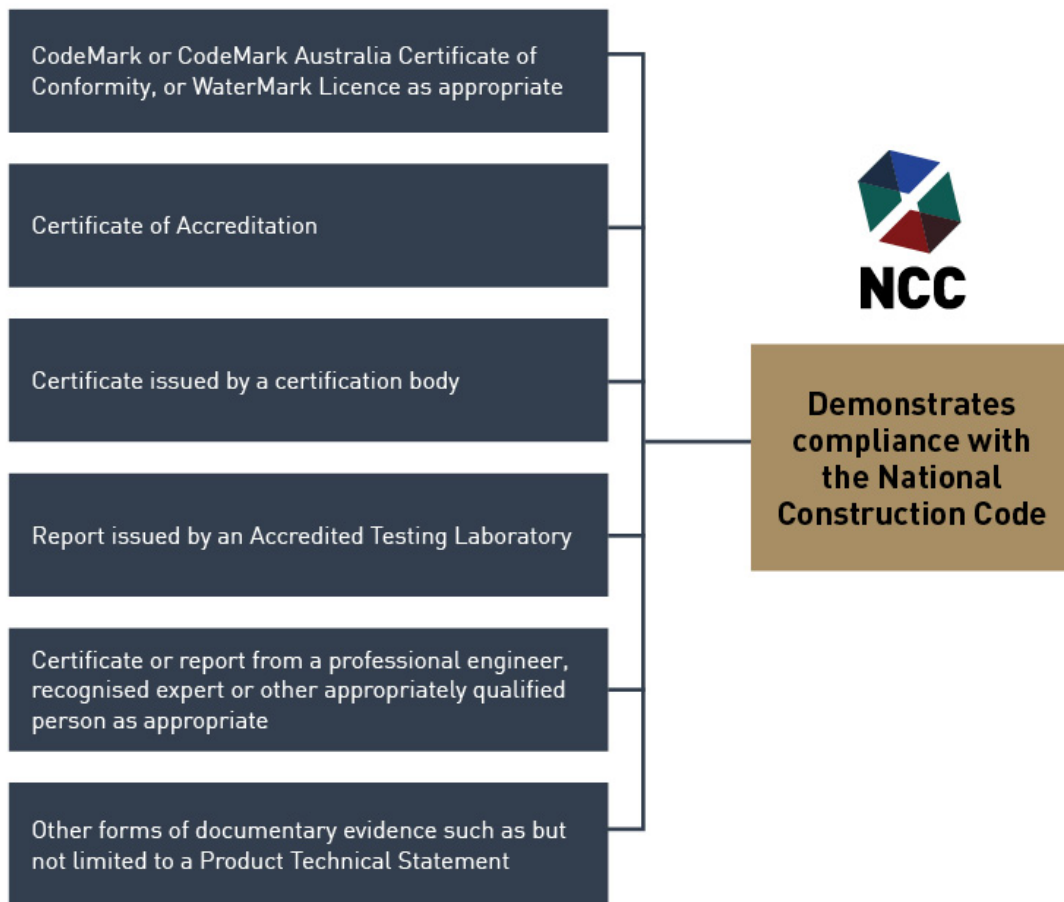 CodeMark or CodeMark Australia Certificate of
Conformity, or WaterMark Licence as appropriate
Certificate of Accreditation
Certificate issued by a certification body
Report issued by an Accredited Testing Laboratory
Certificate or report from a professional engineer,
recognised expert or other appropriately qualified
person as appropriate
Other forms of documentary evidence such as but
not limited to a Product Technical Statement
NCC
Demonstrates
compliance with
the National
Construction Code